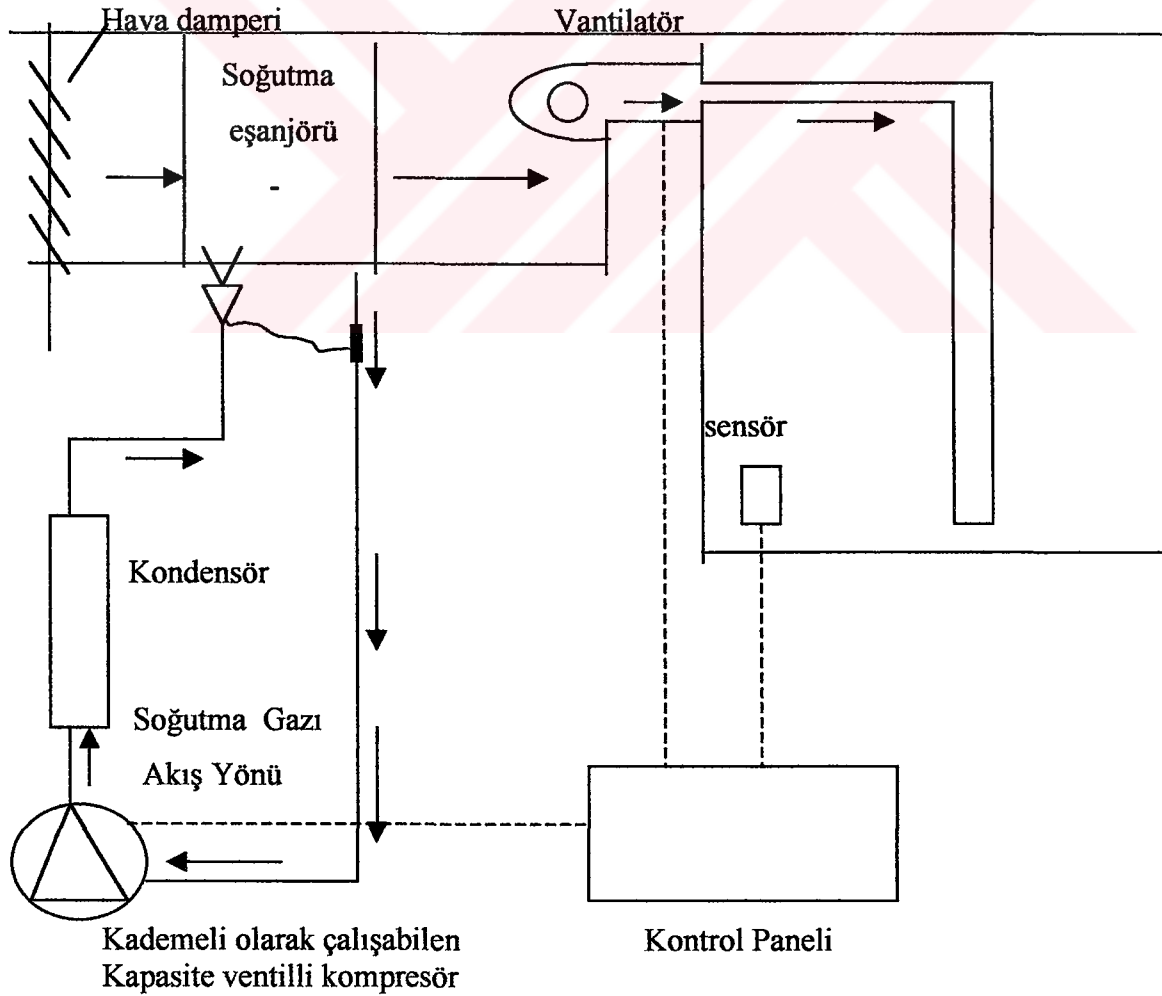 Hava damperi
Vantilatör
Soğutma
eşanjörü
-
sensör
Kondensör
Soğutma Gazı
Akış Yönü
Kademeli olarak çalışabilen
Kapasite ventilli kompresör
Kontrol Paneli